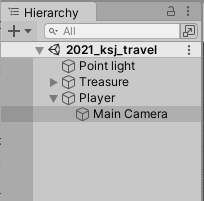 Hierarchy
All
2021_ksj_travel
Point light
Treasure
Player
Main Camera